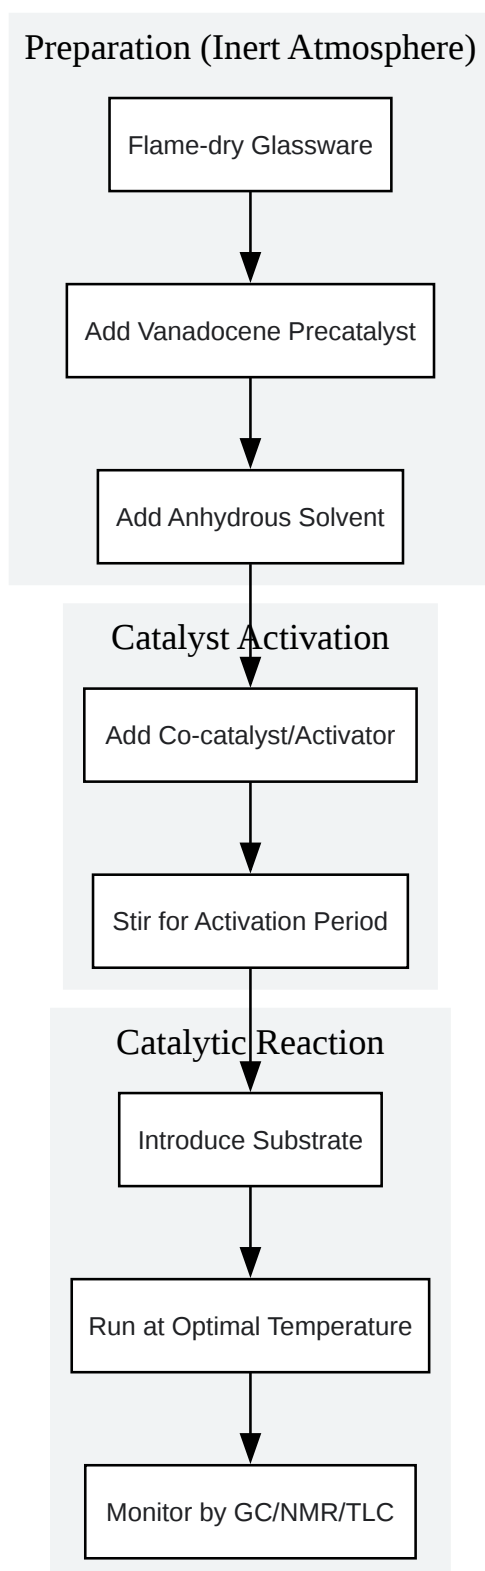 Preparation (Inert Atmosphere)
Flame-dry Glassware
Add Vanadocene Precatalyst
Add Anhydrous Solvent
Catalyst Activation
Add Co-catalyst/Activator
Stir for Activation Period
Catalytic Reaction
Introduce Substrate
Run at Optimal Temperature
Monitor by GC/NMR/TLC